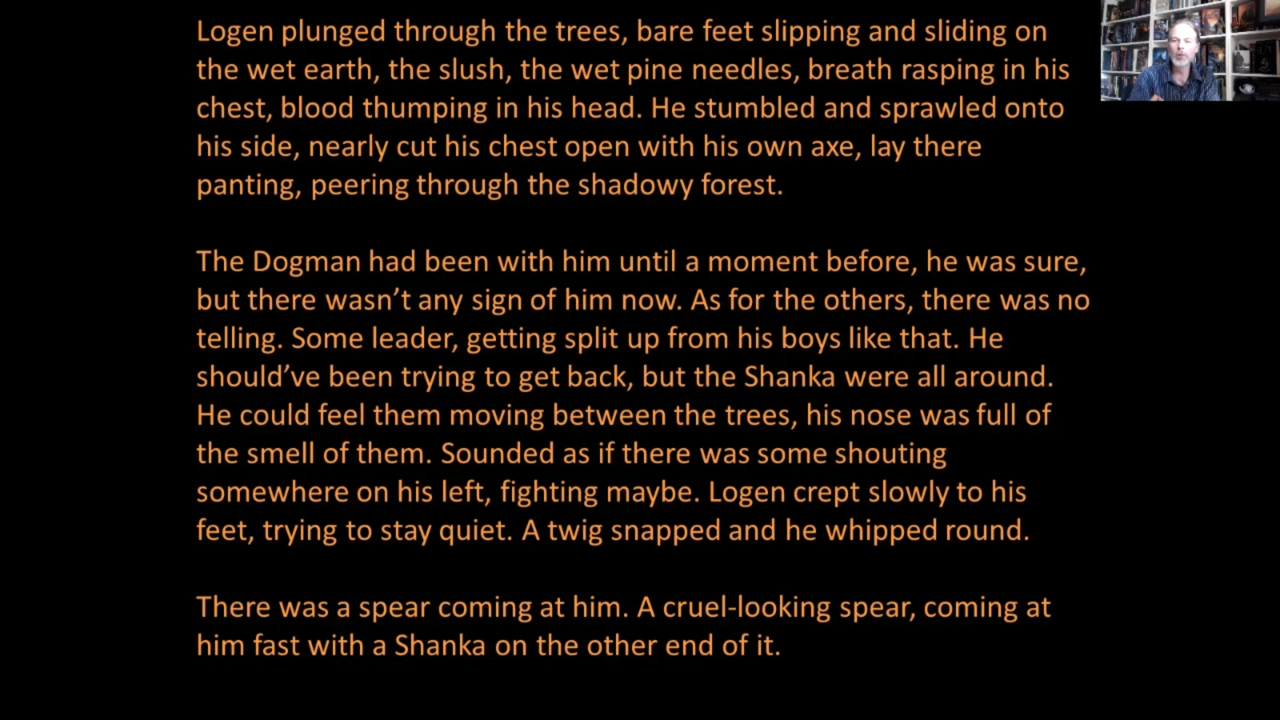 Logen plunged through the trees, bare feet slipping and sliding on
the wet earth, the slush, the wet pine needles, breath rasping in his
chest, blood thumping in his head. He stumbled and sprawled onto
his side, nearly cut his chest open with his own axe, lay there
panting, peering through the shadowy forest.
The Dogman had been with him until a moment before, he was sure,
but there wasn’t any sign of him now. As for the others, there was no
telling. Some leader, getting split up from his boys like that. He
should’ve been trying to get back, but the Shanka were all around.
He could feel them moving between the trees, his nose was full of
the smell of them. Sounded as if there was some shouting
somewhere on his left, fighting maybe. Logen crept slowly to his
feet, trying to stay quiet. A twig snapped and he whipped round.
There was a spear coming at him. A cruel-looking spear, coming at
him fast with a Shanka on the other end of it.